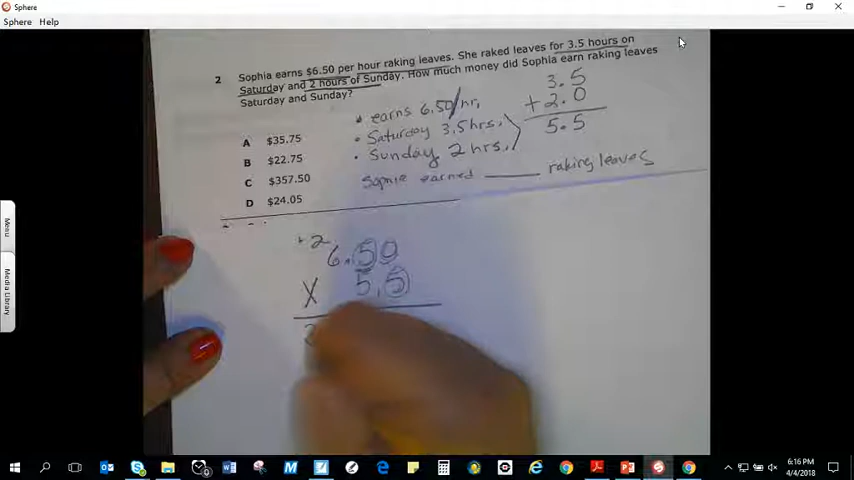 Sphere
Sphere Help
2 Sophia earns $6.50 per hour raking leaves. She raked leaves for 3.5 hours on
Saturday and 2 hours of Sunday. How much money did Sophia earn raking leaves
Saturday and Sunday?
A $35.75
B $22.75
C $357.50
D $24.05
• earns 6.50/hr.
• Saturday 3.5hrs.
• Sunday 2 hrs.
3.5
+ 2.0
5.5
Sophie earned ____ raking leaves
+2
6.50
X 5.5
Menu
Media Library
6:16 PM
4/4/2018